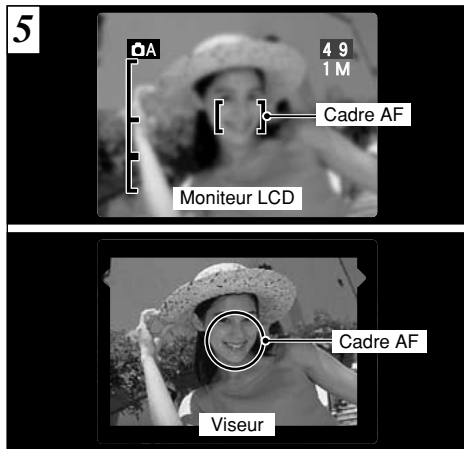 5
A
4 9
1 M
Cadre AF
Moniteur LCD
Cadre AF
Viseur